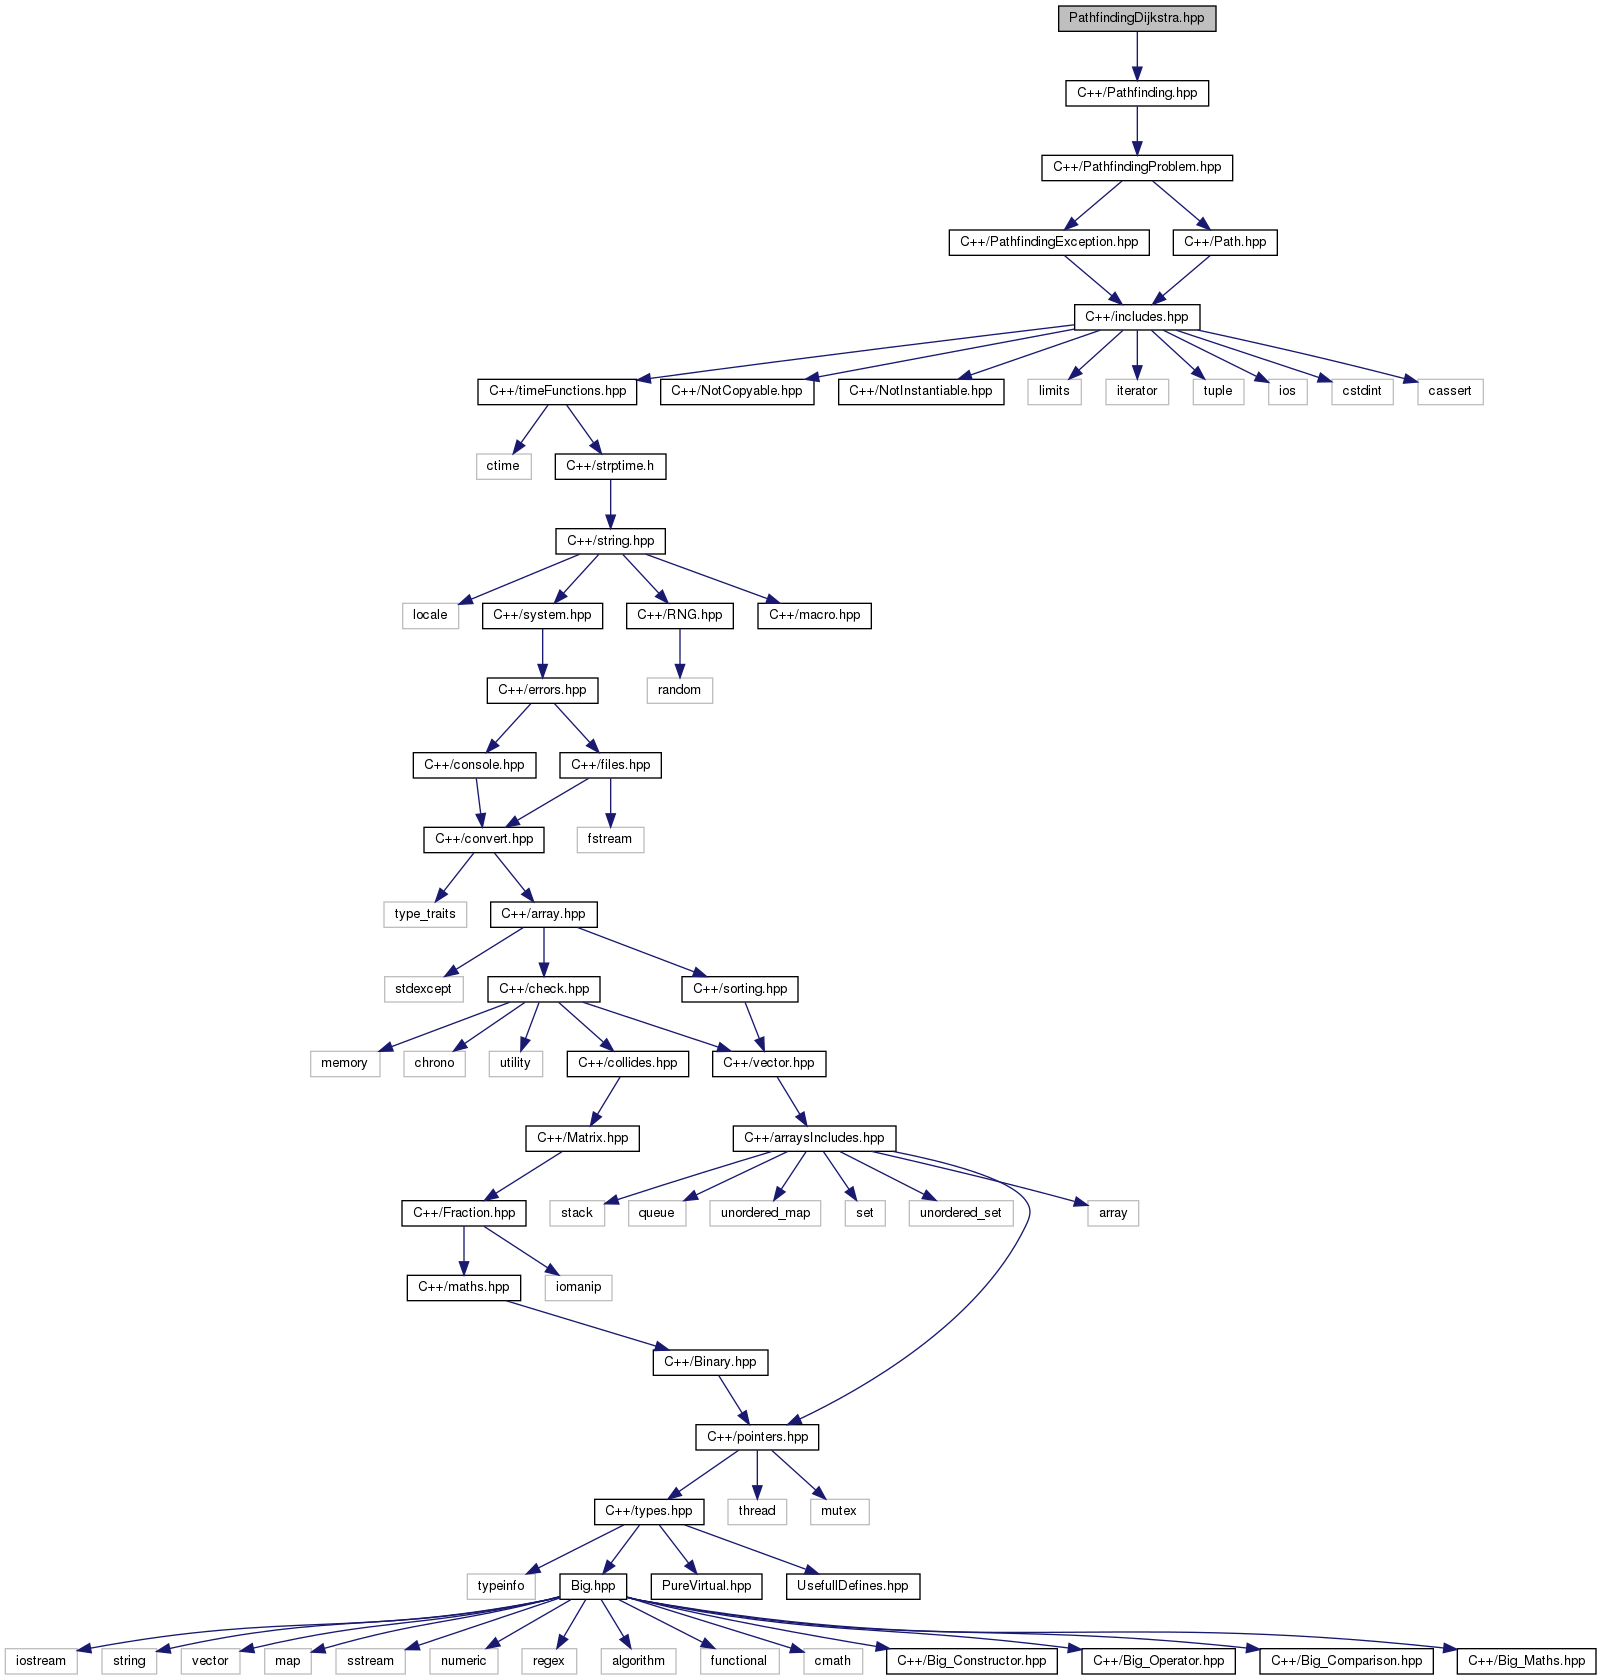 PathfindingDijkstra.hpp
C++/Pathfinding.hpp
C++/PathfindingProblem.hpp
C++/PathfindingException.hpp
C++/Path.hpp
C++/includes.hpp
C++/timeFunctions.hpp
C++/NotCopyable.hpp
C++/NotInstantiable.hpp
limits
iterator
tuple
ios
cstdint
cassert
ctime
C++/strptime.h
C++/string.hpp
locale
C++/system.hpp
C++/RNG.hpp
C++/macro.hpp
C++/errors.hpp
random
C++/console.hpp
C++/files.hpp
C++/convert.hpp
fstream
type_traits
C++/array.hpp
stdexcept
C++/check.hpp
C++/sorting.hpp
memory
chrono
utility
C++/collides.hpp
C++/vector.hpp
C++/Matrix.hpp
C++/arraysIncludes.hpp
C++/Fraction.hpp
stack
queue
unordered_map
set
unordered_set
array
C++/maths.hpp
iomanip
C++/Binary.hpp
C++/pointers.hpp
C++/types.hpp
thread
mutex
typeinfo
Big.hpp
PureVirtual.hpp
UsefullDefines.hpp
iostream
string
vector
map
sstream
numeric
regex
algorithm
functional
cmath
C++/Big_Constructor.hpp
C++/Big_Operator.hpp
C++/Big_Comparison.hpp
C++/Big_Maths.hpp